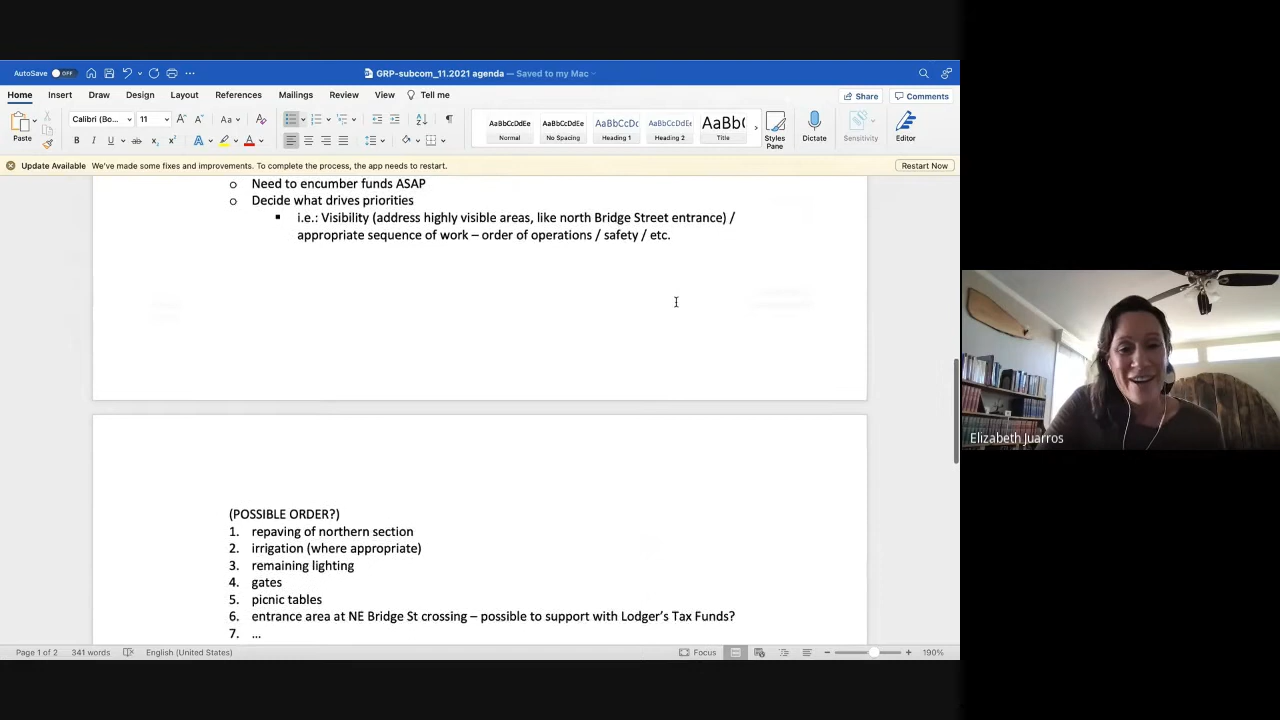 AutoSave OFF GRP-subcom_11.2021 agenda — Saved to my Mac
Home Insert Draw Design Layout References Mailings Review View Tell me Share Comments
Paste Calibri (Bo... 11 A A Aa A AaBbCcDdEe AaBbCcDdEe AaBbCcDc AaBbCcDdEe AaBb(
B I U ab x₂ x² A A Normal No Spacing Heading 1 Heading 2 Title Styles Pane Dictate Sensitivity Editor
Update Available We've made some fixes and improvements. To complete the process, the app needs to restart. Restart Now
o Need to encumber funds ASAP
o Decide what drives priorities
▪ i.e.: Visibility (address highly visible areas, like north Bridge Street entrance) /
appropriate sequence of work – order of operations / safety / etc.
Elizabeth Juarros
(POSSIBLE ORDER?)
1. repaving of northern section
2. irrigation (where appropriate)
3. remaining lighting
4. gates
5. picnic tables
6. entrance area at NE Bridge St crossing – possible to support with Lodger's Tax Funds?
7. ...
Page 1 of 2 341 words English (United States) Focus 190%